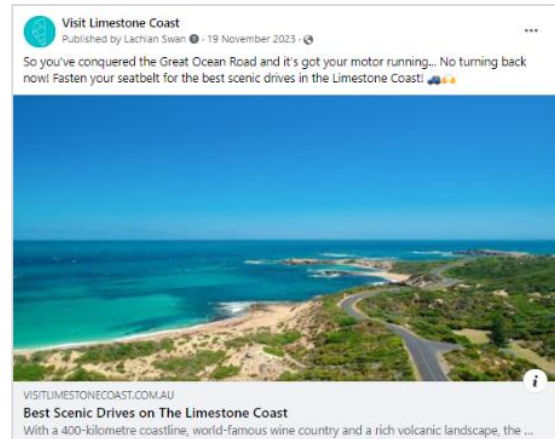 Visit Limestone Coast
Published by Lachlan Swan · 19 November 2023 ·
So you've conquered the Great Ocean Road and it's got your motor running... No turning back
now! Fasten your seatbelt for the best scenic drives in the Limestone Coast! 🚙🙌
VISITLIMESTONECOAST.COM.AU
Best Scenic Drives on The Limestone Coast
With a 400-kilometre coastline, world-famous wine country and a rich volcanic landscape, the ...